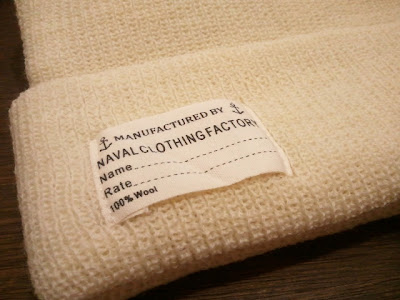 MANUFACTURED BY
NAVAL CLOTHING FACTORY
Name
Rate
100% Wool